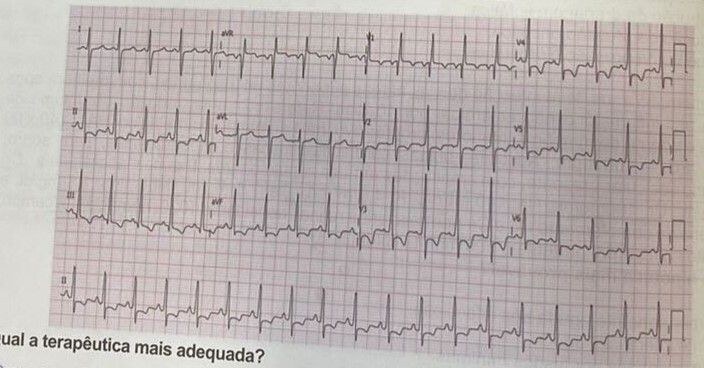 I aVR V1 V4
II aVL V2 V5
III aVF V3 V6
II
ual a terapêutica mais adequada?